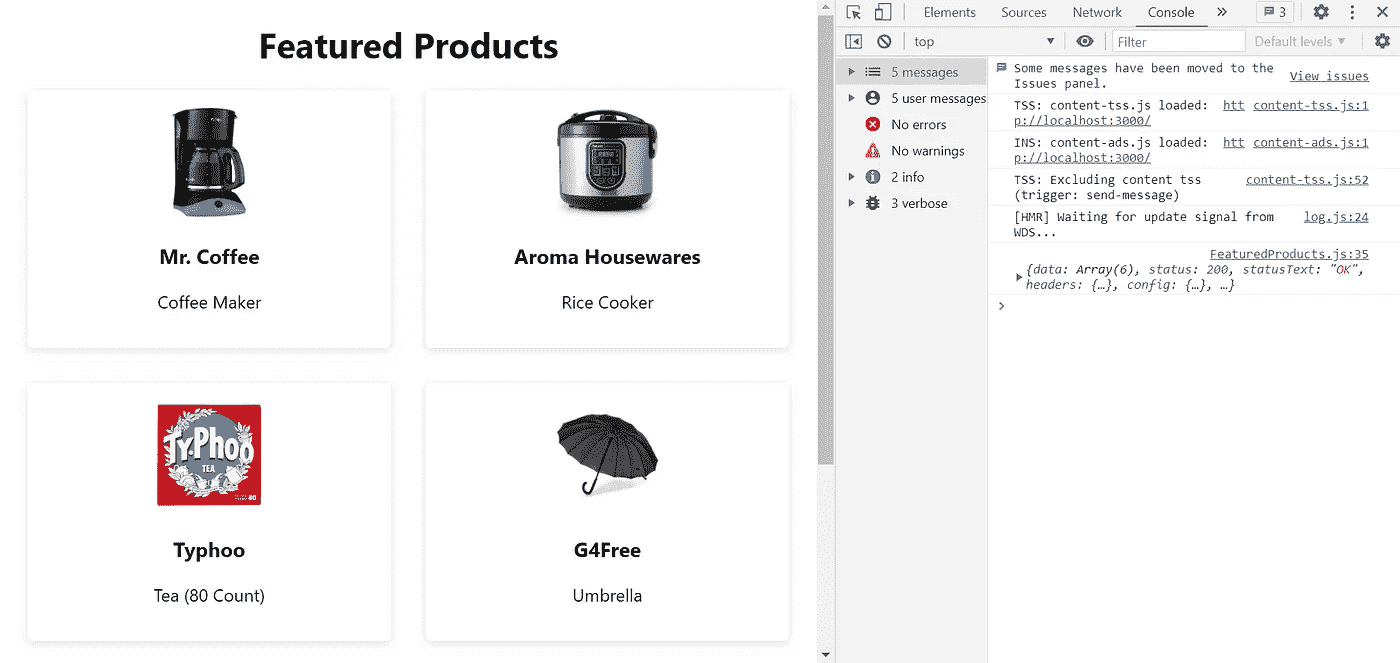 Featured Products
Mr. Coffee
Coffee Maker
Aroma Housewares
Rice Cooker
Ty.Phoo
TEA
80
Typhoo
Tea (80 Count)
G4Free
Umbrella
Elements Sources Network Console » 3
top Filter Default levels
5 messages
5 user messages
No errors
No warnings
2 info
3 verbose
Some messages have been moved to the View issues
Issues panel.
TSS: content-tss.js loaded: htt content-tss.js:1
p://localhost:3000/
INS: content-ads.js loaded: htt content-ads.js:1
p://localhost:3000/
TSS: Excluding content tss content-tss.js:52
(trigger: send-message)
[HMR] Waiting for update signal from log.js:24
WDS...
FeaturedProducts.js:35
{data: Array(6), status: 200, statusText: "OK",
headers: {…}, config: {…}, …}